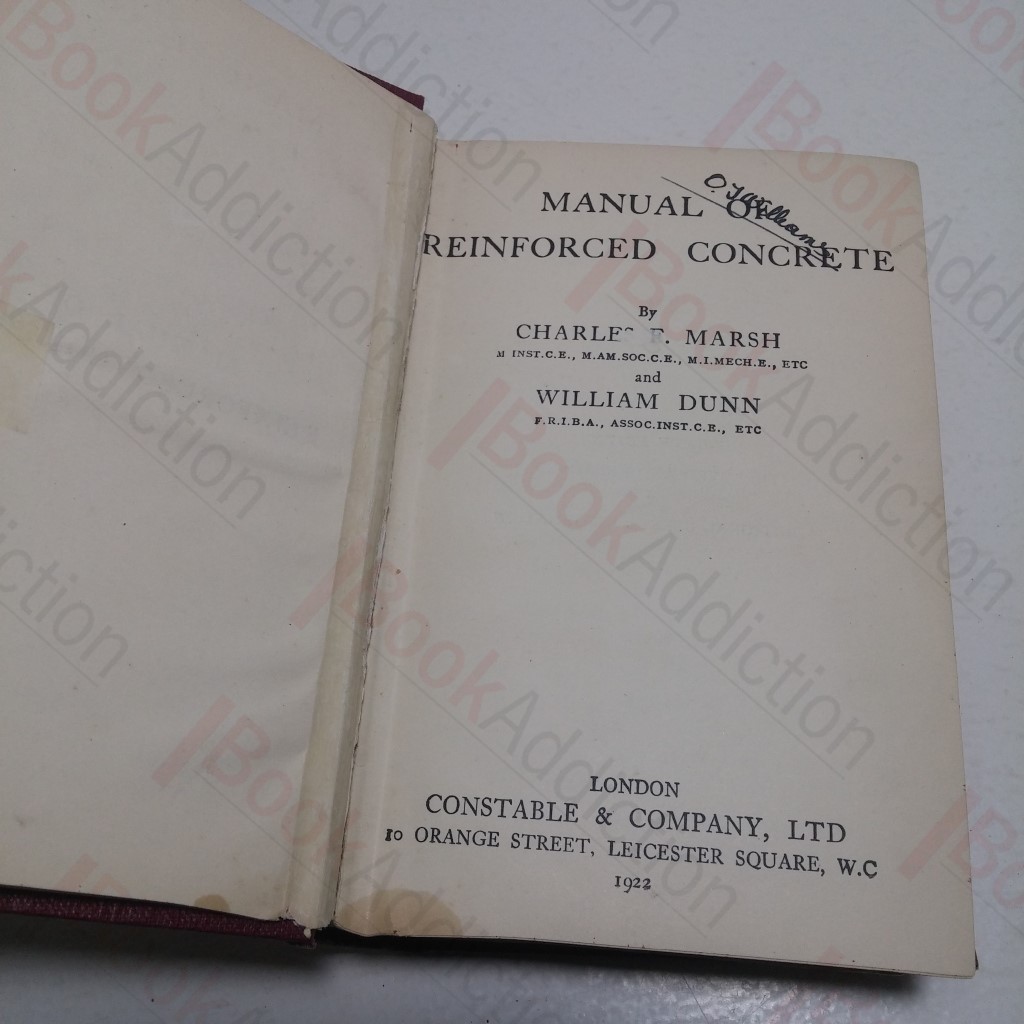 MANUAL OF
REINFORCED CONCRETE
By
CHARLES F. MARSH
M INST.C.E., M.AM.SOC.C.E., M.I.MECH.E., ETC
and
WILLIAM DUNN
F.R.I.B.A., ASSOC.INST.C.E., ETC
LONDON
CONSTABLE & COMPANY, LTD
10 ORANGE STREET, LEICESTER SQUARE, W.C
1922
BookAddiction